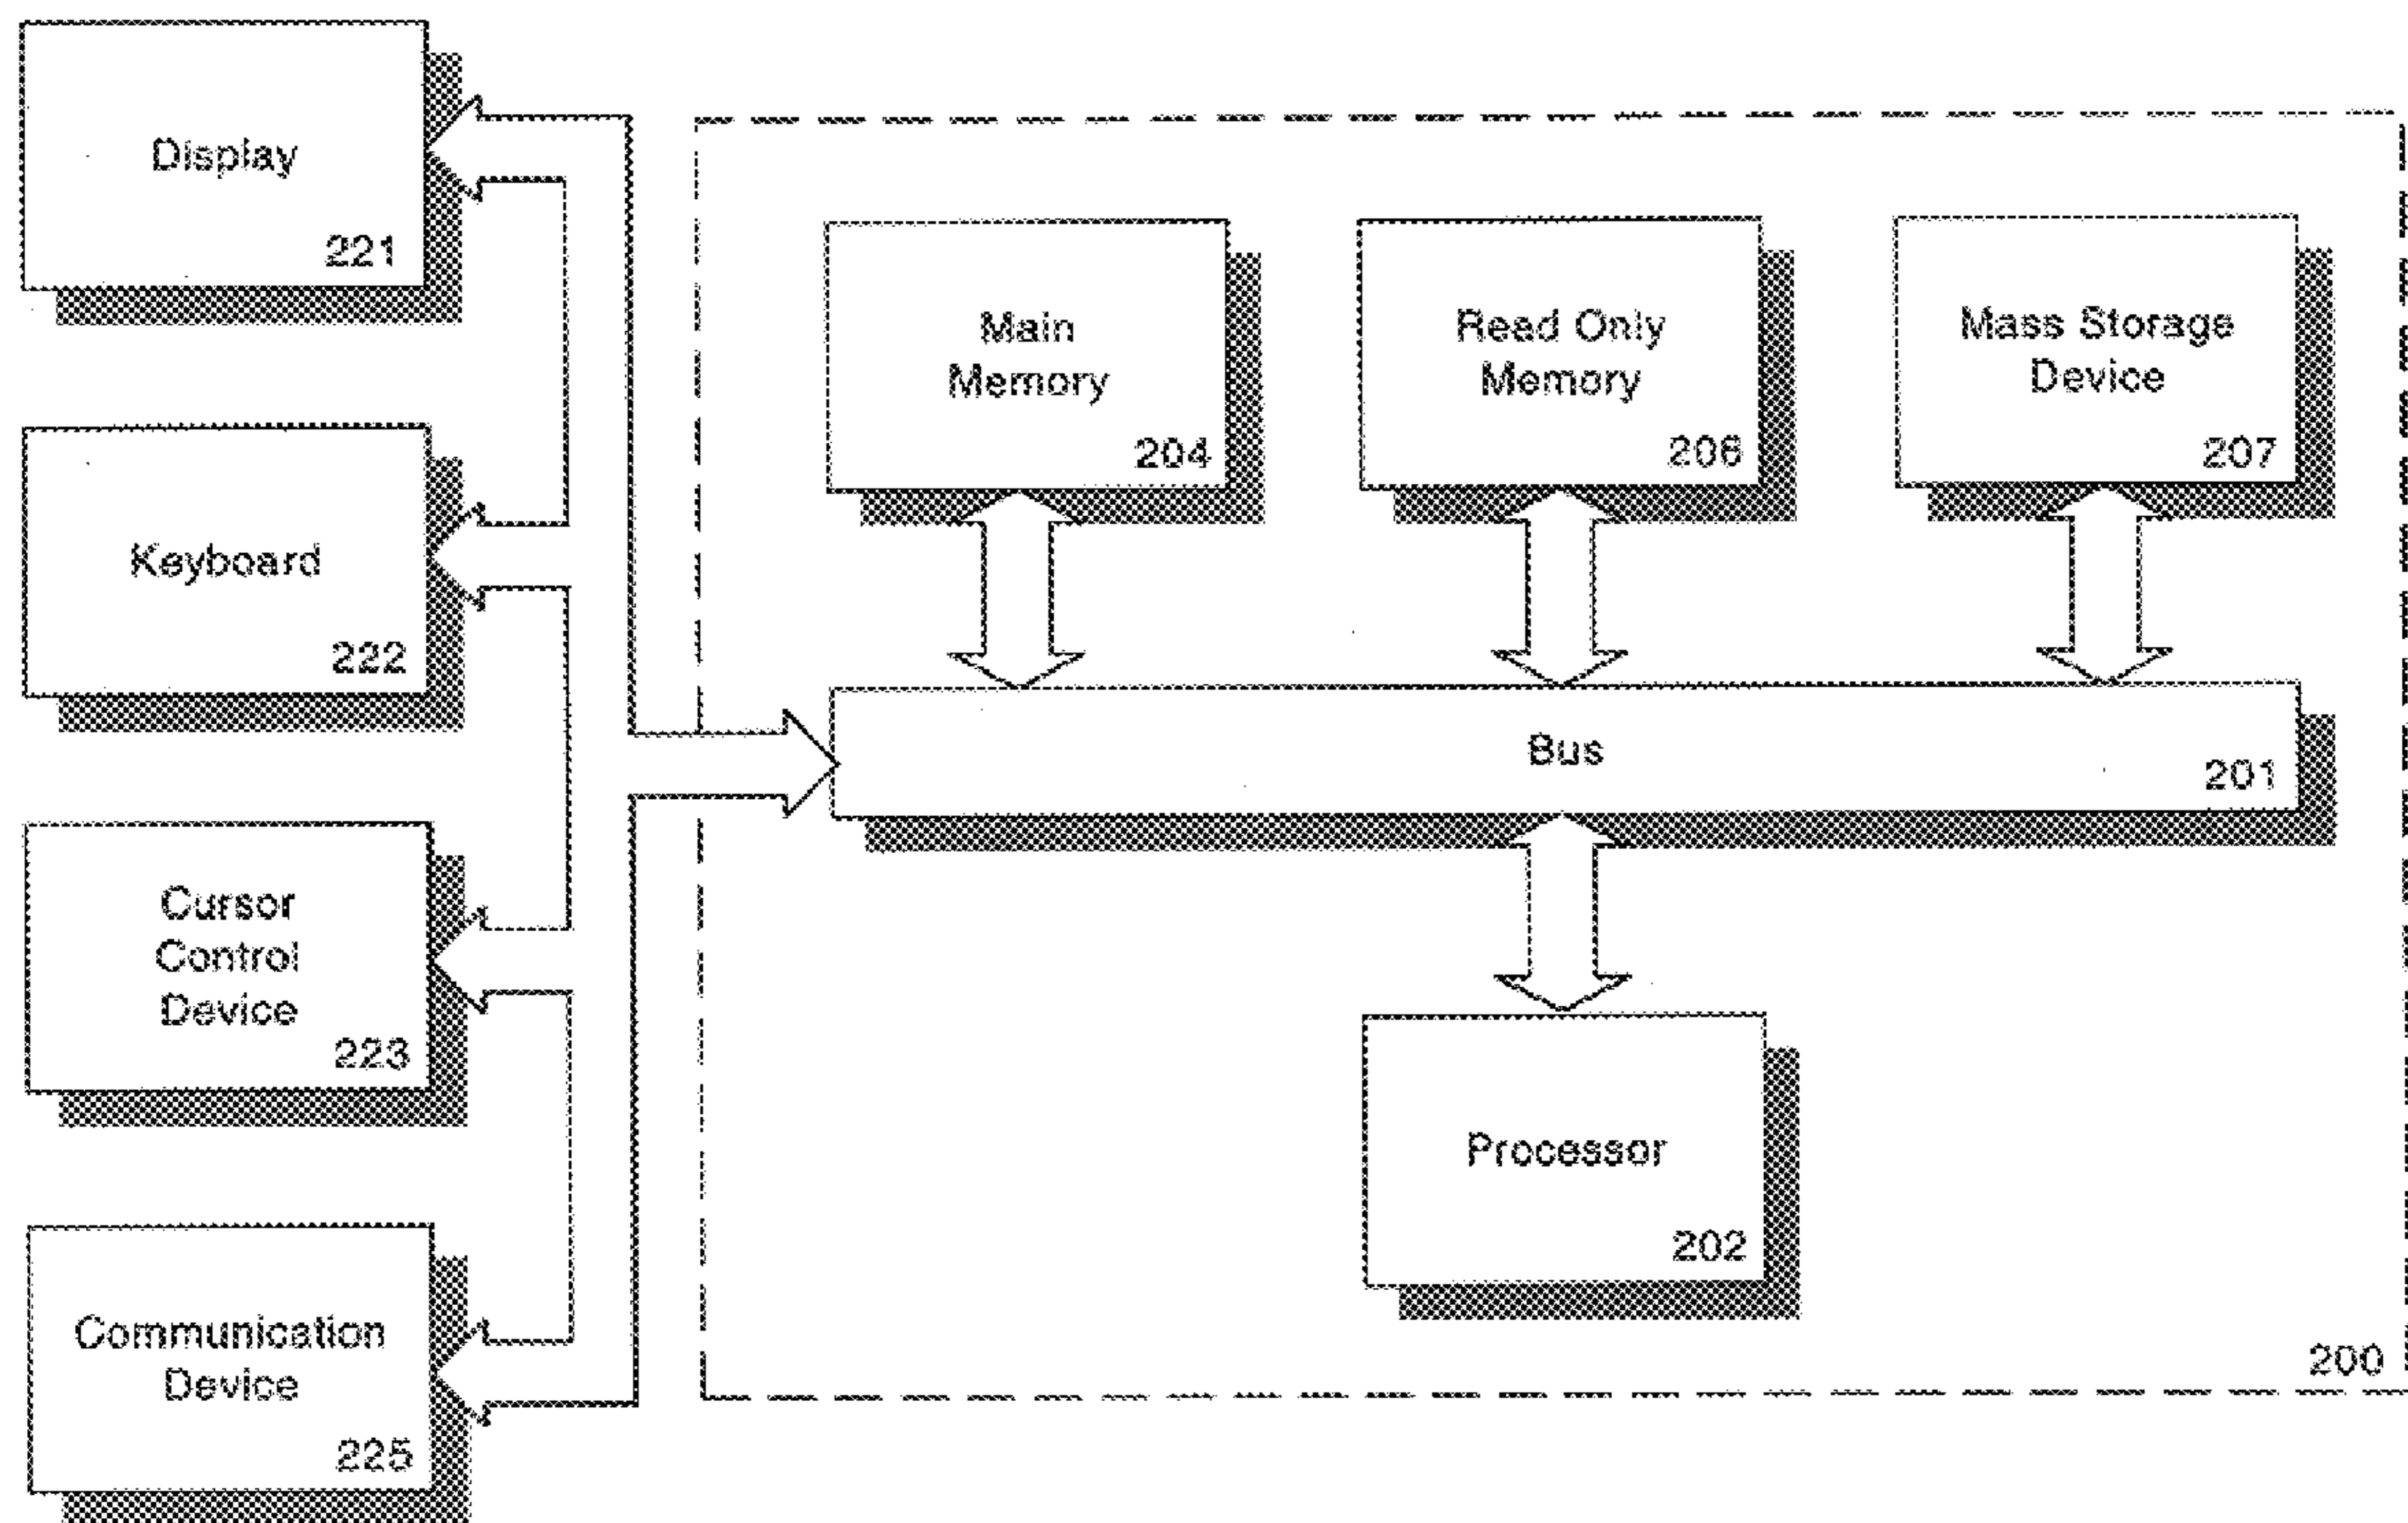 Display
221
Keyboard
222
Cursor
Control
Device
223
Communication
Device
225
Main
Memory
204
Read Only
Memory
206
Mass Storage
Device
207
Bus
201
Processor
202
200